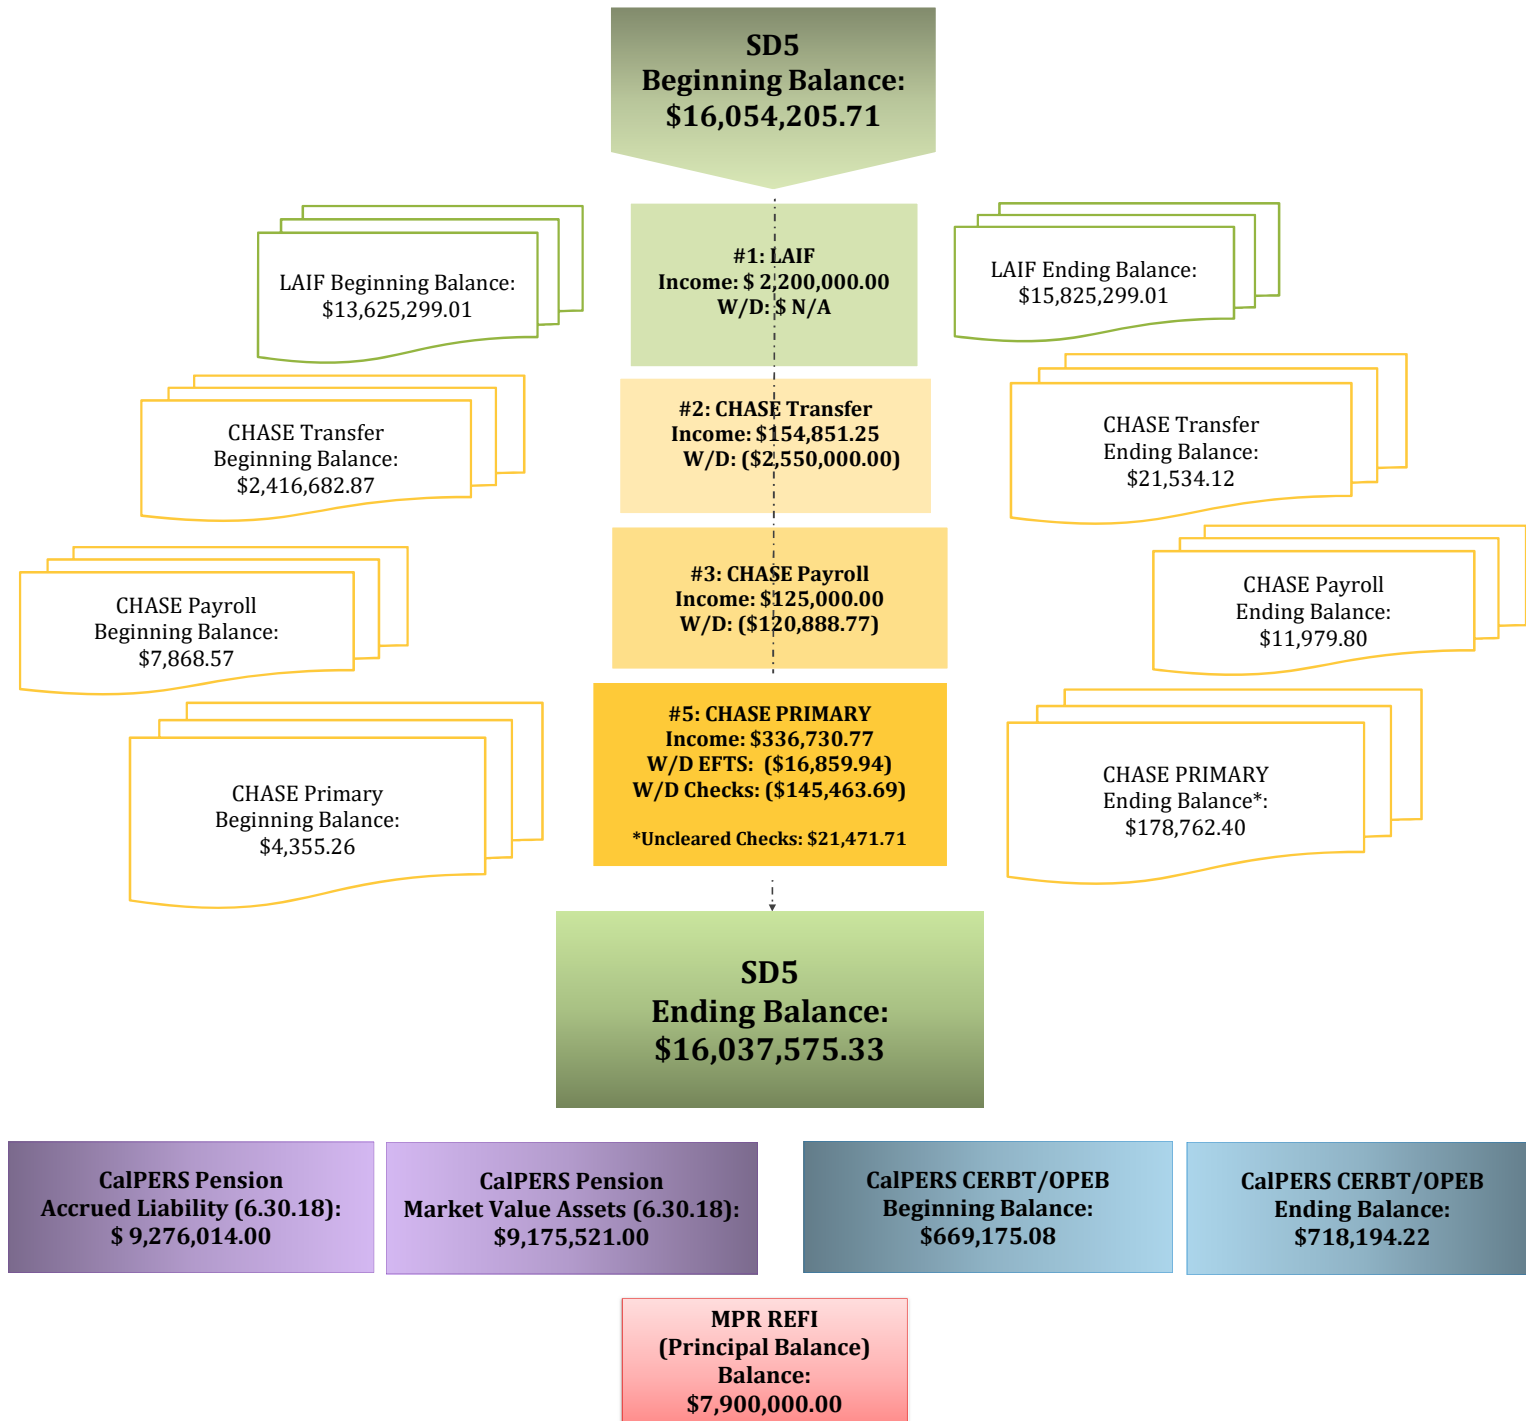 SD5
Beginning Balance:
$16,054,205.71
LAIF Beginning Balance:
$13,625,299.01
#1: LAIF
Income: $ 2,200,000.00
W/D: $ N/A
LAIF Ending Balance:
$15,825,299.01
CHASE Transfer
Beginning Balance:
$2,416,682.87
#2: CHASE Transfer
Income: $154,851.25
W/D: ($2,550,000.00)
CHASE Transfer
Ending Balance:
$21,534.12
CHASE Payroll
Beginning Balance:
$7,868.57
#3: CHASE Payroll
Income: $125,000.00
W/D: ($120,888.77)
CHASE Payroll
Ending Balance:
$11,979.80
CHASE Primary
Beginning Balance:
$4,355.26
#5: CHASE PRIMARY
Income: $336,730.77
W/D EFTS:  ($16,859.94)
W/D Checks: ($145,463.69)
*Uncleared Checks: $21,471.71
CHASE PRIMARY
Ending Balance*:
$178,762.40
SD5
Ending Balance:
$16,037,575.33
CalPERS Pension
Accrued Liability (6.30.18):
$ 9,276,014.00
CalPERS Pension
Market Value Assets (6.30.18):
$9,175,521.00
CalPERS CERBT/OPEB
Beginning Balance:
$669,175.08
CalPERS CERBT/OPEB
Ending Balance:
$718,194.22
MPR REFI
(Principal Balance)
Balance:
$7,900,000.00